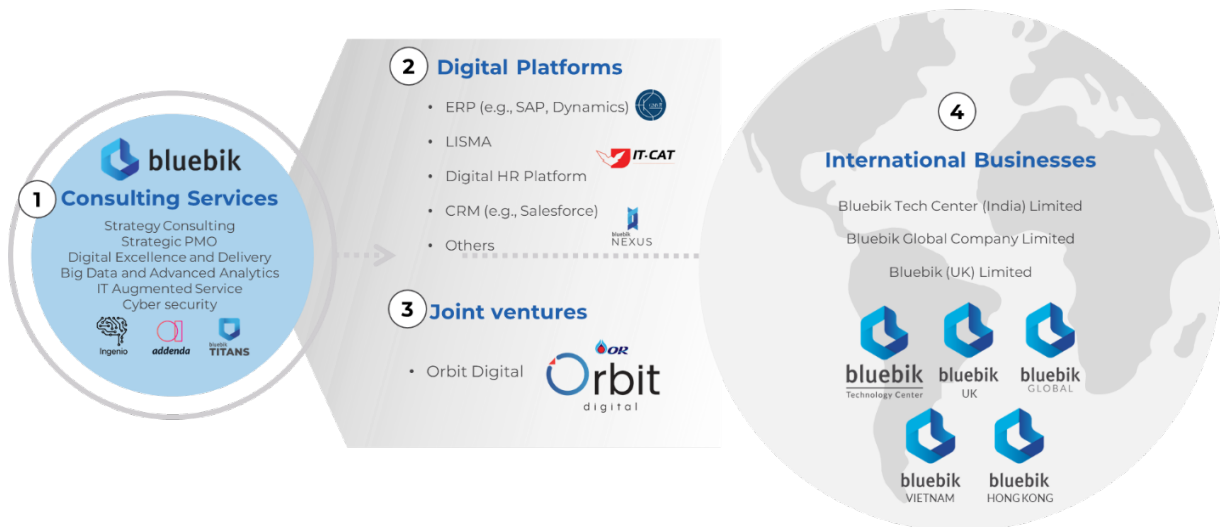 bluebik
1
Consulting Services
Strategy Consulting
Strategic PMO
Digital Excellence and Delivery
Big Data and Advanced Analytics
IT Augmented Service
Cyber security
Ingenio
addenda
bluebik
TITANS
2
Digital Platforms
• ERP (e.g., SAP, Dynamics)
• LISMA
IT-CAT
• Digital HR Platform
• CRM (e.g., Salesforce)
bluebik
NEXUS
• Others
3
Joint ventures
OR
• Orbit Digital
Orbit
digital
4
International Businesses
Bluebik Tech Center (India) Limited
Bluebik Global Company Limited
Bluebik (UK) Limited
bluebik
Technology Center
bluebik
UK
bluebik
GLOBAL
bluebik
VIETNAM
bluebik
HONG KONG